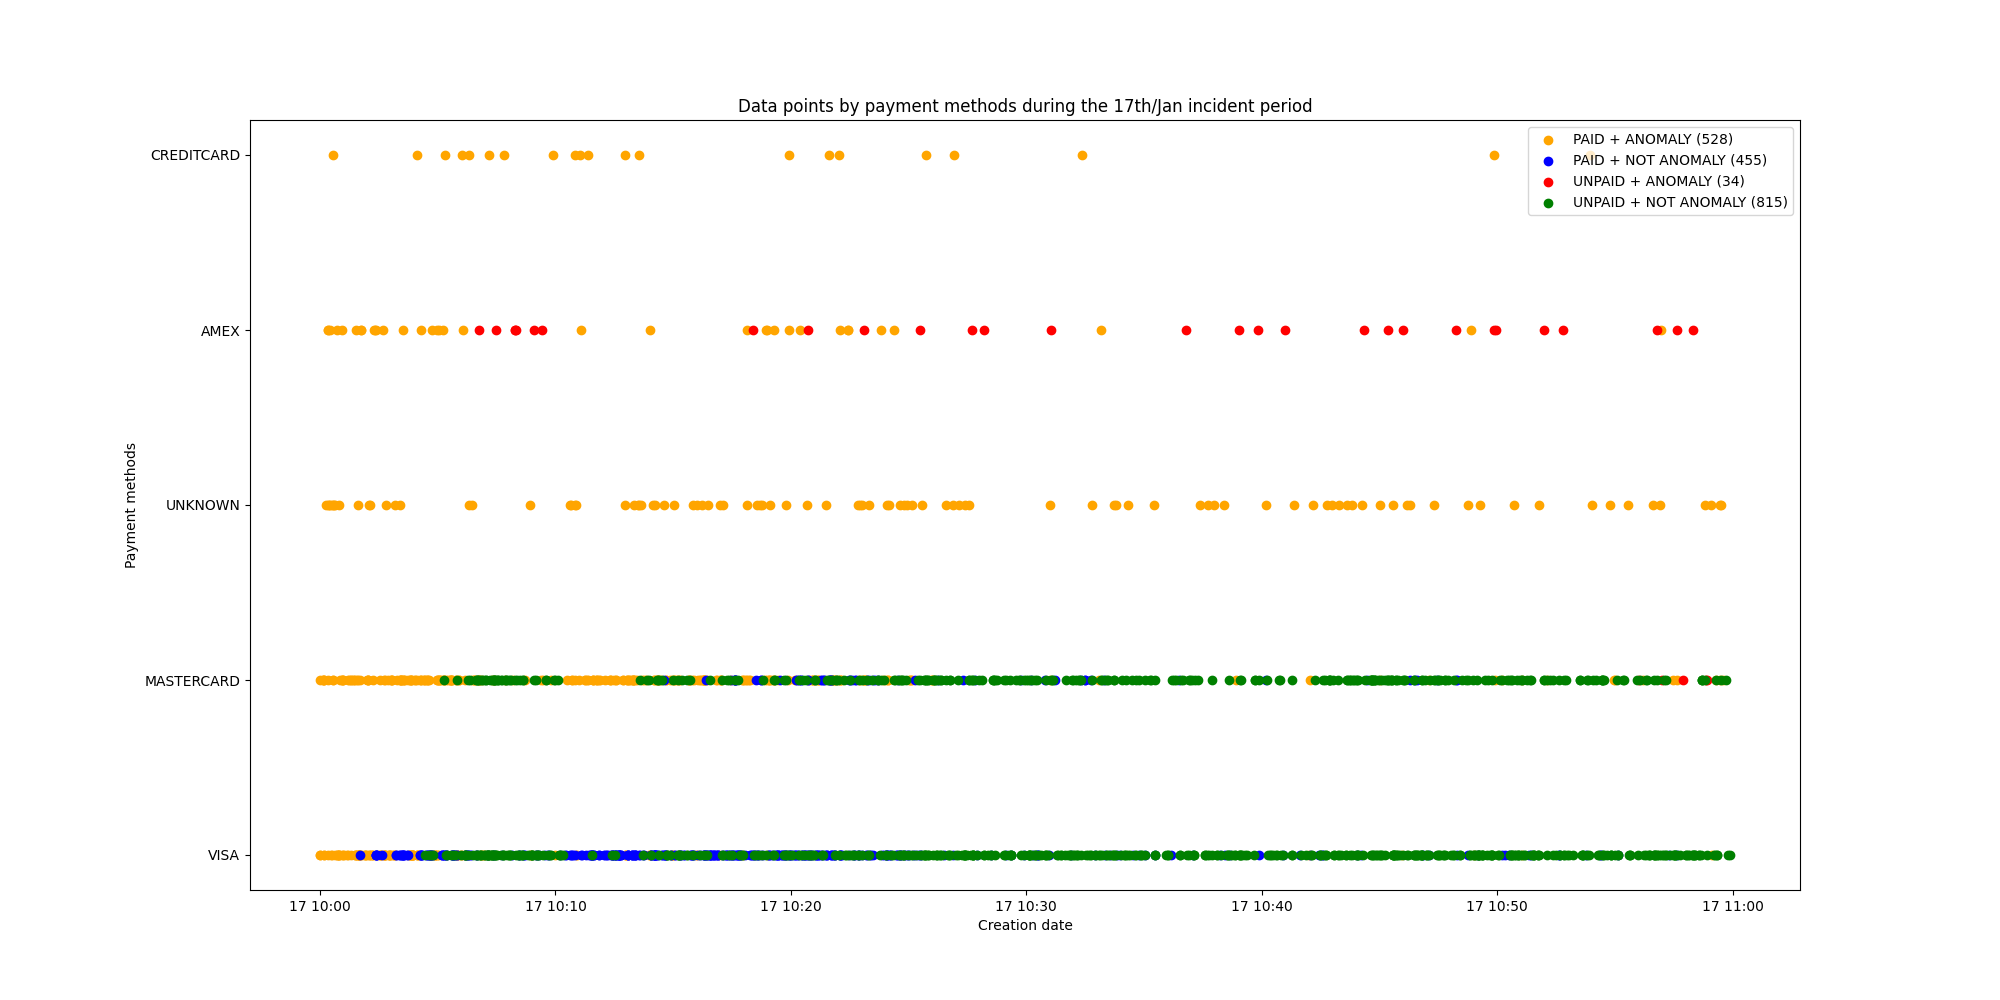 Data points by payment methods during the 17th/Jan incident period
PAID + ANOMALY (528)
PAID + NOT ANOMALY (455)
UNPAID + ANOMALY (34)
UNPAID + NOT ANOMALY (815)
CREDITCARD
AMEX
UNKNOWN
MASTERCARD
VISA
Payment methods
17 10:00 17 10:10 17 10:20 17 10:30 17 10:40 17 10:50 17 11:00
Creation date